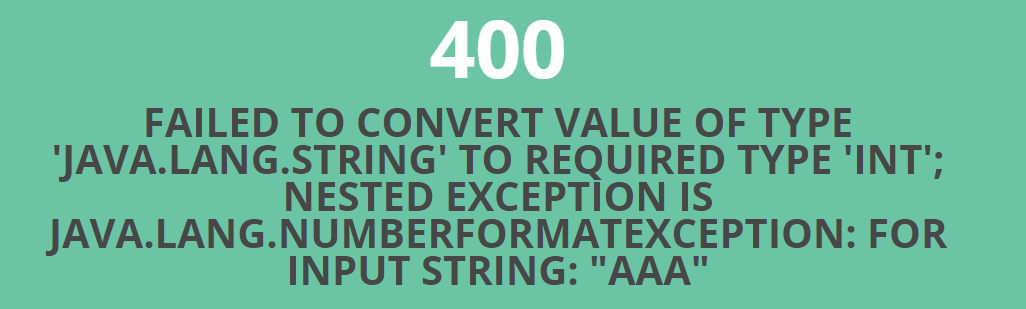 400
FAILED TO CONVERT VALUE OF TYPE
'JAVA.LANG.STRING' TO REQUIRED TYPE 'INT';
NESTED EXCEPTION IS
JAVA.LANG.NUMBERFORMATEXCEPTION: FOR
INPUT STRING: "AAA"